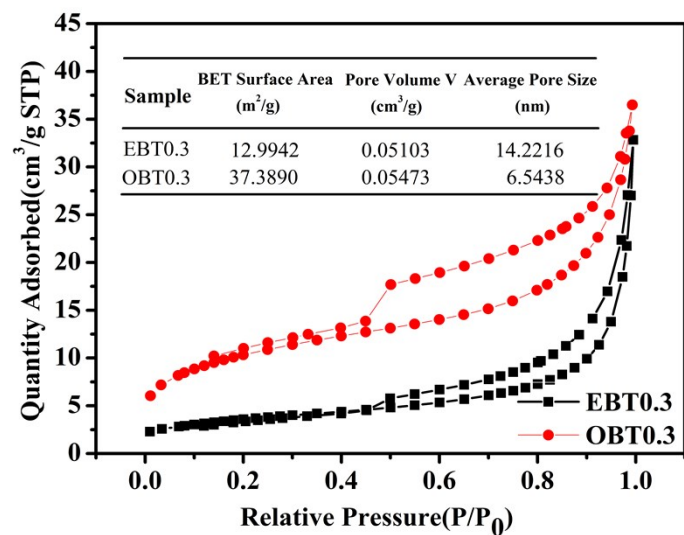 45
40
35
30
25
20
15
10
5
0
Quantity Adsorbed(cm³/g STP)
Sample BET Surface Area (m²/g) Pore Volume V (cm³/g) Average Pore Size (nm)
EBT0.3 12.9942 0.05103 14.2216
OBT0.3 37.3890 0.05473 6.5438
EBT0.3
OBT0.3
0.0 0.2 0.4 0.6 0.8 1.0
Relative Pressure(P/P₀)